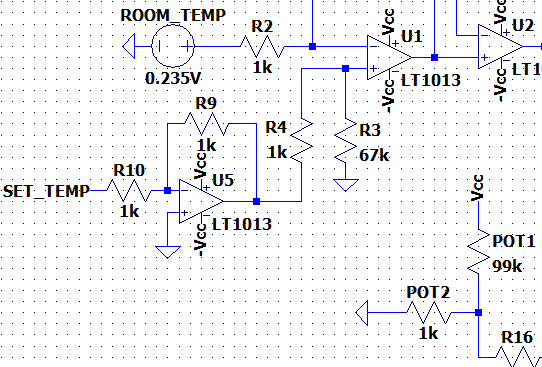 ROOM_TEMP
0.235V
R2
1k
Vcc
U1
-Vcc
LT1013
Vcc
U2
-Vcc
LT1
R9
1k
R4
1k
R3
67k
R10
1k
SET_TEMP
Vcc
U5
-Vcc
LT1013
Vcc
POT1
99k
POT2
1k
R16